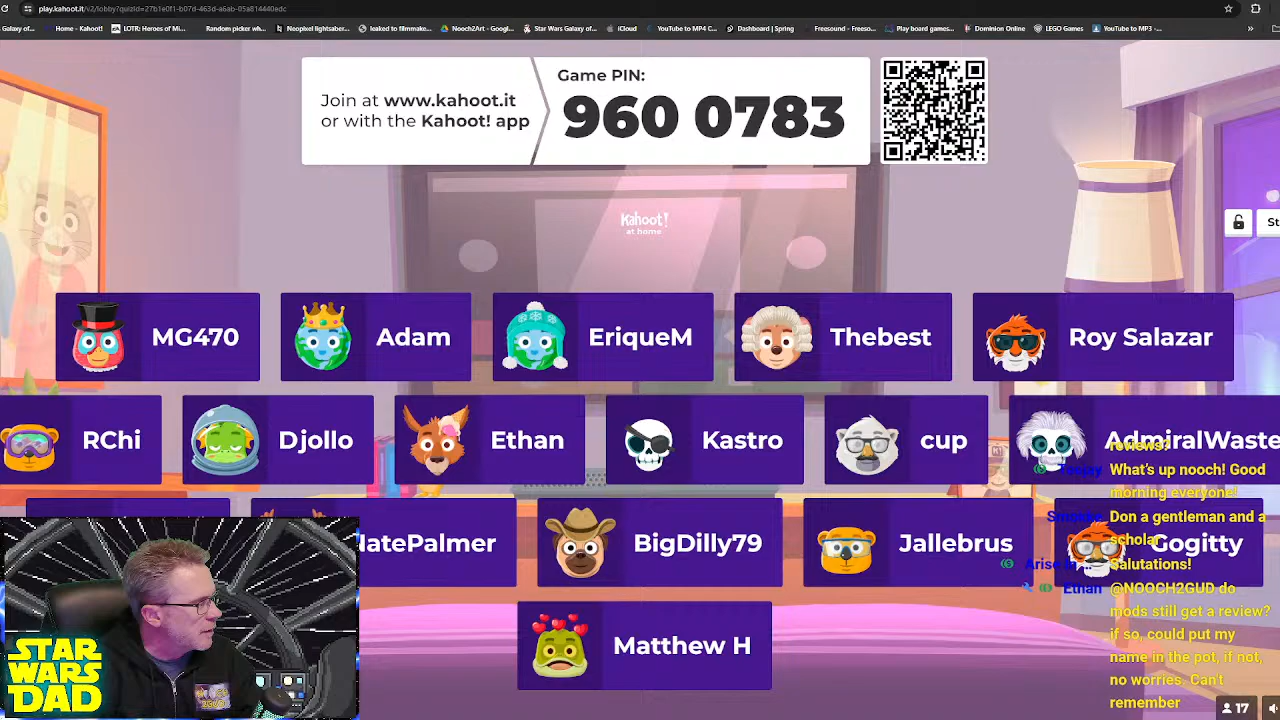 play.kahoot.it/v2/lobby?quizId=27b1e0f1-b07d-463d-a6ab-05a814440edc
Galaxy of...
Home - Kahoot!
LOTR: Heroes of Mi...
Random picker wh...
Neopixel lightsaber...
leaked to filmmake...
Nooch2Art - Googl...
Star Wars Galaxy of...
iCloud
YouTube to MP4 C...
Dashboard | Spring
Freesound - Freeso...
Play board games...
Dominion Online
LEGO Games
YouTube to MP3 -...
Join at www.kahoot.it
or with the Kahoot! app
Game PIN:
960 0783
Kahoot!
at home
St
MG470
Adam
EriqueM
Thebest
Roy Salazar
RChi
Djollo
Ethan
Kastro
cup
AdmiralWaste
NatePalmer
BigDilly79
Jallebrus
Gogitty
Matthew H
reviews?
Teejay What's up nooch! Good
morning everyone!
Don a gentleman and a
scholar
Salutations!
Ethan @NOOCH2GUD do
mods still get a review?
if so, could put my
name in the pot, if not,
no worries. Can't
remember
17
STAR
WARS
DAD